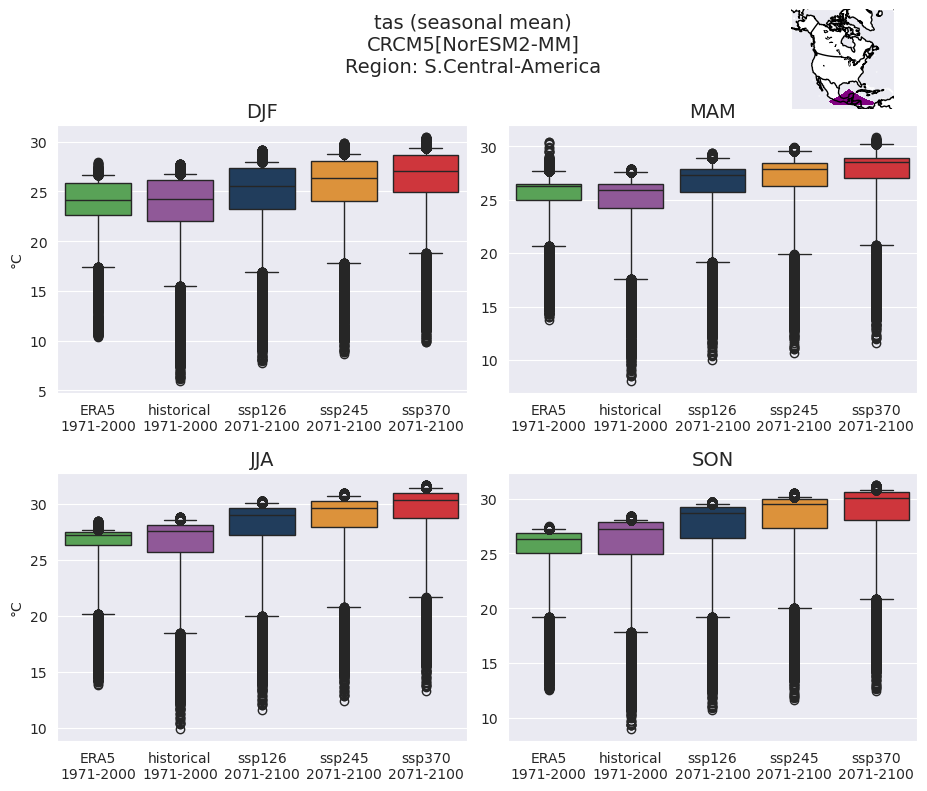 tas (seasonal mean)
CRCM5[NorESM2-MM]
Region: S.Central-America
DJF
30
25
20
15
10
5
°C
ERA5 historical ssp126 ssp245 ssp370
1971-2000 1971-2000 2071-2100 2071-2100 2071-2100
MAM
30
25
20
15
10
ERA5 historical ssp126 ssp245 ssp370
1971-2000 1971-2000 2071-2100 2071-2100 2071-2100
JJA
30
25
20
15
10
°C
ERA5 historical ssp126 ssp245 ssp370
1971-2000 1971-2000 2071-2100 2071-2100 2071-2100
SON
30
25
20
15
10
ERA5 historical ssp126 ssp245 ssp370
1971-2000 1971-2000 2071-2100 2071-2100 2071-2100